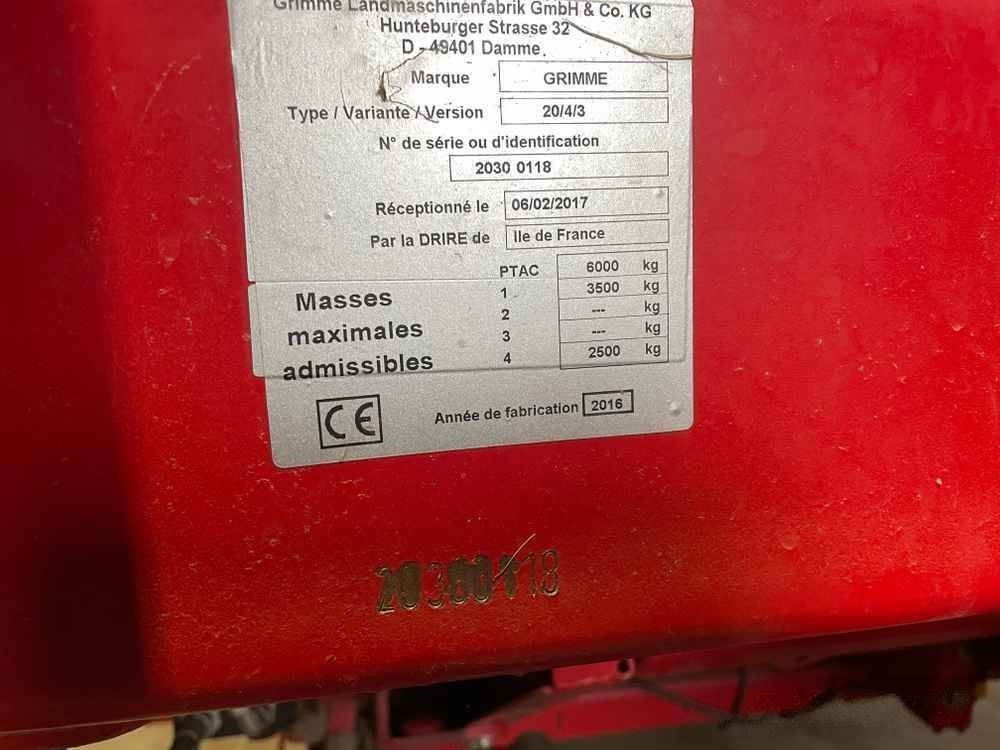 Grimme Landmaschinenfabrik GmbH & Co. KG
Hunteburger Strasse 32
D - 49401 Damme
Marque GRIMME
Type / Variante / Version 20/4/3
N° de série ou d'identification
2030 0118
Réceptionné le 06/02/2017
Par la DRIRE de Ile de France
Masses maximales admissibles
PTAC 6000 kg
1 3500 kg
2 --- kg
3 --- kg
4 2500 kg
CE Année de fabrication 2016
20300118